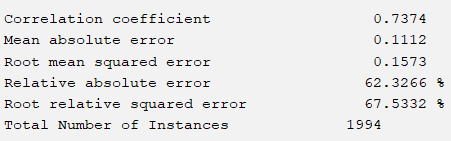 Correlation coefficient 0.7374
Mean absolute error 0.1112
Root mean squared error 0.1573
Relative absolute error 62.3266 %
Root relative squared error 67.5332 %
Total Number of Instances 1994